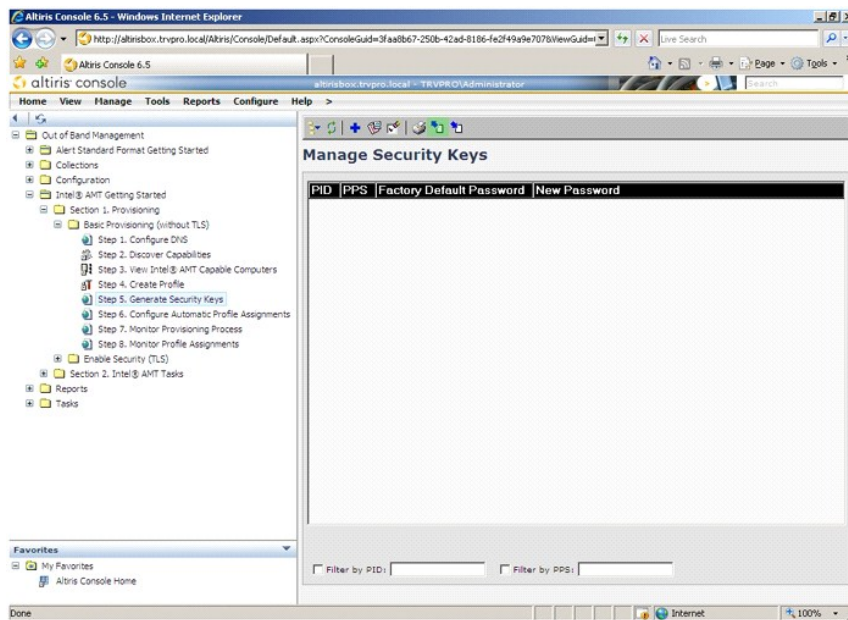 Altiris Console 6.5 - Windows Internet Explorer
http://altirisbox.trvpro.local/Altiris/Console/Default.aspx?ConsoleGuid=3faa8b67-250b-42ad-8186-fe2f49a9e707&ViewGuid=
Live Search
Altiris Console 6.5
Page
Tools
altiris console
altirisbox.trvpro.local - TRVPRO\Administrator
Search
Home View Manage Tools Reports Configure Help >
Out of Band Management
Alert Standard Format Getting Started
Collections
Configuration
Intel® AMT Getting Started
Section 1. Provisioning
Basic Provisioning (without TLS)
Step 1. Configure DNS
Step 2. Discover Capabilities
Step 3. View Intel® AMT Capable Computers
Step 4. Create Profile
Step 5. Generate Security Keys
Step 6. Configure Automatic Profile Assignments
Step 7. Monitor Provisioning Process
Step 8. Monitor Profile Assignments
Enable Security (TLS)
Section 2. Intel® AMT Tasks
Reports
Tasks
Manage Security Keys
PID PPS Factory Default Password New Password
Filter by PID: Filter by PPS:
Favorites
My Favorites
Altiris Console Home
Done
Internet
100%